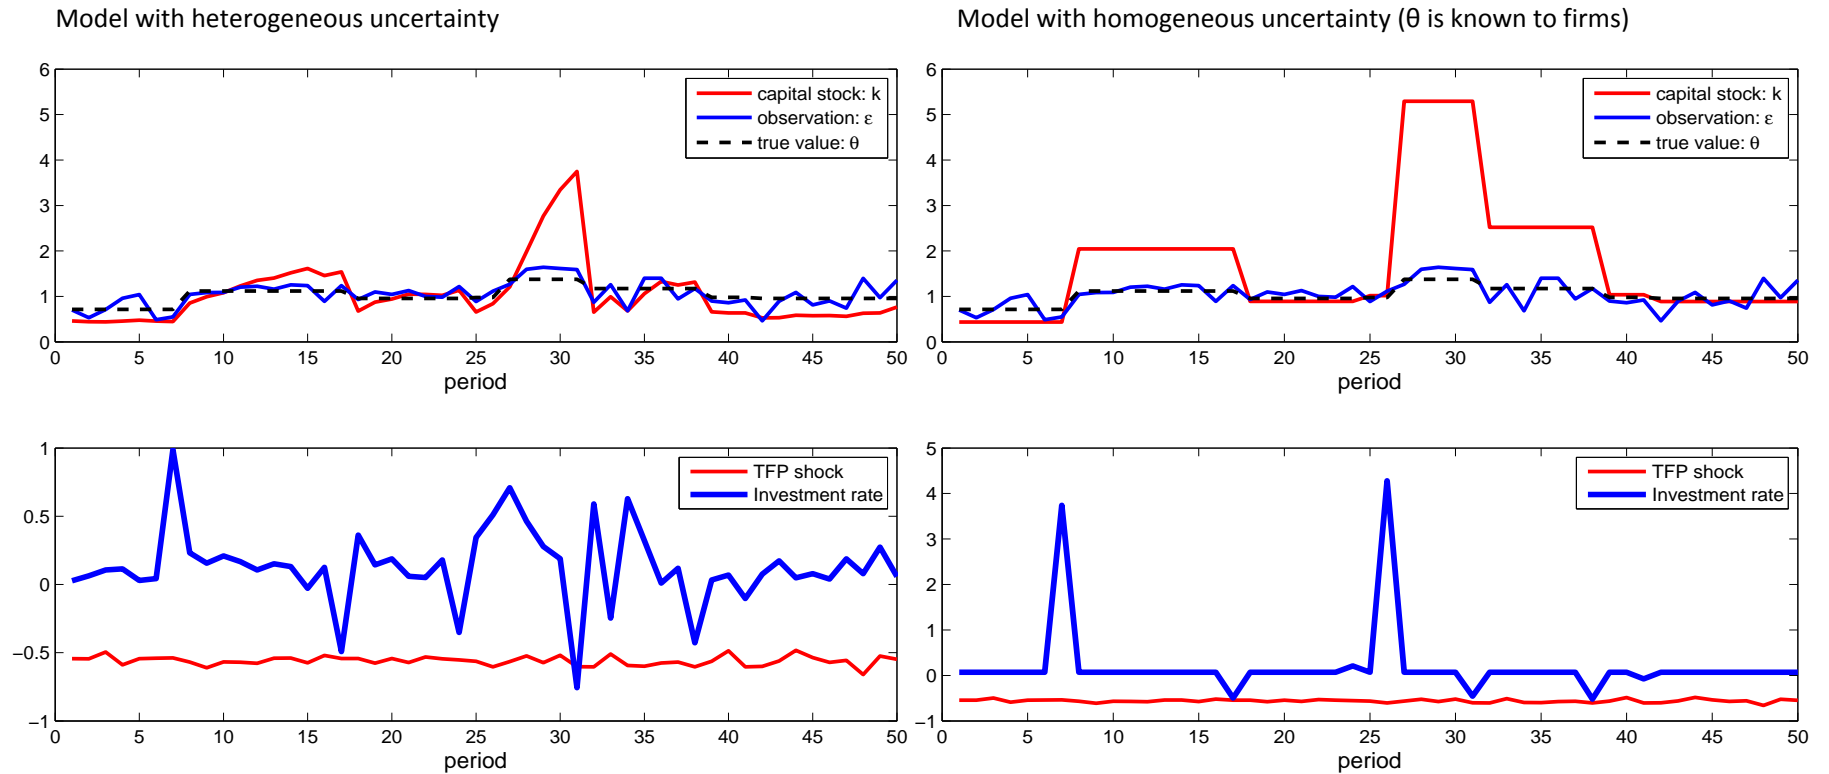 Model with heterogeneous uncertainty
Model with homogeneous uncertainty (θ is known to firms)
6
5
4
3
2
1
0
capital stock: k
observation: ε
true value: θ
0 5 10 15 20 25 30 35 40 45 50
period
6
5
4
3
2
1
0
capital stock: k
observation: ε
true value: θ
0 5 10 15 20 25 30 35 40 45 50
period
1
0.5
0
−0.5
−1
TFP shock
Investment rate
0 5 10 15 20 25 30 35 40 45 50
period
5
4
3
2
1
0
−1
TFP shock
Investment rate
0 5 10 15 20 25 30 35 40 45 50
period